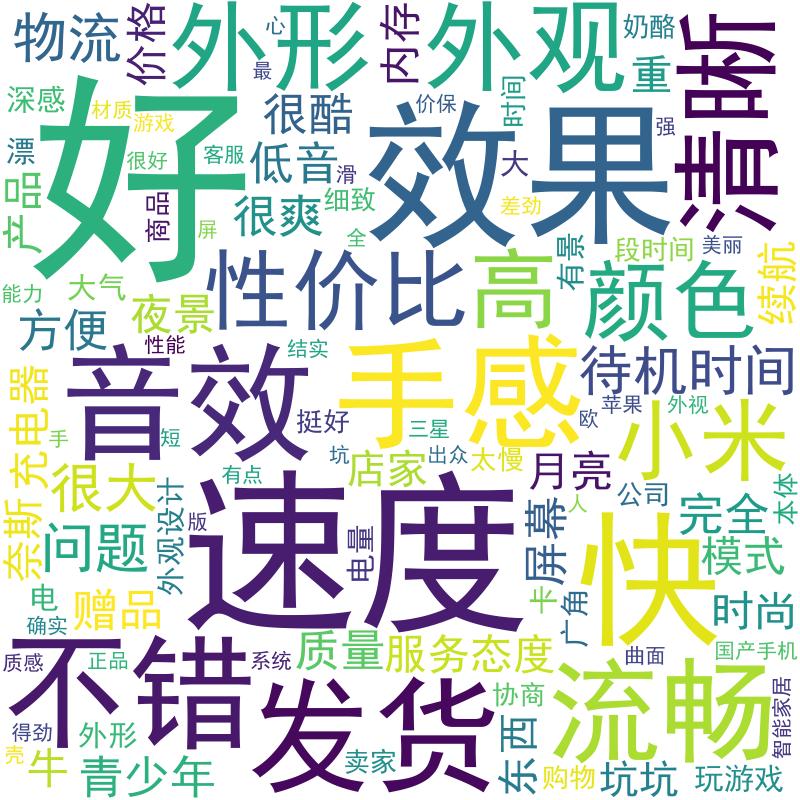 物流
价格
外形
心
最
内存
外观
奶酪
重
清晰
深感
材质
游戏
很酷
价保
时间
强
好
效果
漂
很好
客服
低音
滑
大
产品
商品
屏
很爽
细致
全
差劲
有景
段时间
美丽
续航
能力
大气
夜景
性价比
高
颜色
方便
性能
结实
音效
手感
待机时间
苹果
外视
欧
奈斯
充电器
手
短
挺好
三星
小米
坑
出众
很大
有点
店家
太慢
月亮
人
公司
完全
本体
外观设计
版
速度
电量
屏幕
快
问题
模式
电
赠品
卡
广角
时尚
确实
不错
质感
正品
系统
质量
服务态度
曲面
国产手机
发货
流畅
智能家居
协商
得劲
外形
壳
牛
青少年
卖家
东西
购物
坑坑
玩游戏